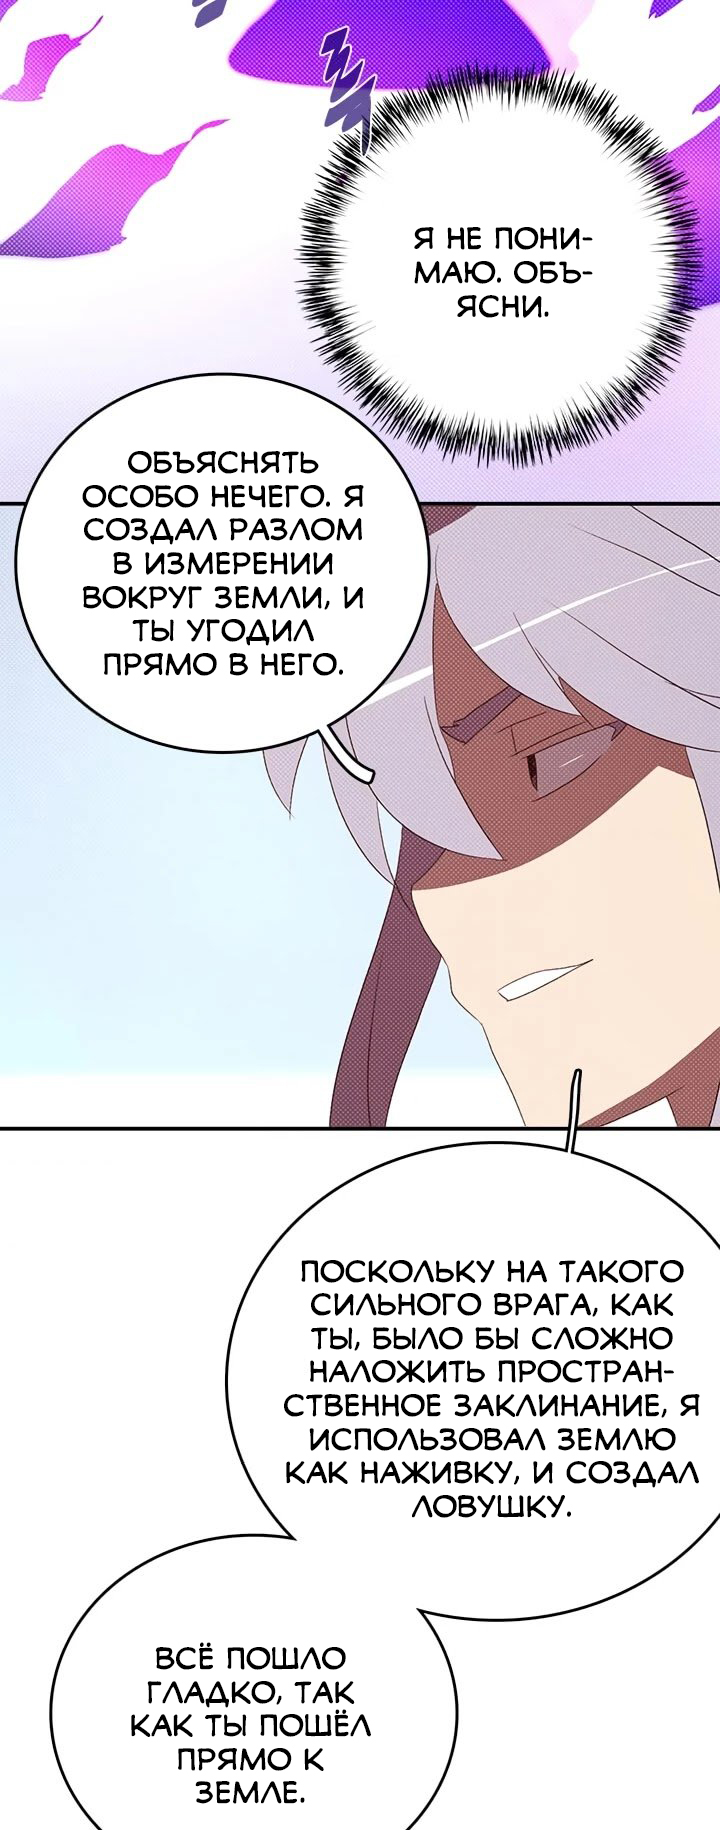 Я НЕ ПОНИ-
МАЮ. ОБЪ-
ЯСНИ.
ОБЪЯСНЯТЬ
ОСОБО НЕЧЕГО. Я
СОЗДАЛ РАЗЛОМ
В ИЗМЕРЕНИИ
ВОКРУГ ЗЕМЛИ, И
ТЫ УГОДИЛ
ПРЯМО В НЕГО.
ПОСКОЛЬКУ НА ТАКОГО
СИЛЬНОГО ВРАГА, КАК
ТЫ, БЫЛО БЫ СЛОЖНО
НАЛОЖИТЬ ПРОСТРАН-
СТВЕННОЕ ЗАКЛИНАНИЕ, Я
ИСПОЛЬЗОВАЛ ЗЕМЛЮ
КАК НАЖИВКУ, И СОЗДАЛ
ЛОВУШКУ.
ВСЁ ПОШЛО
ГЛАДКО, ТАК
КАК ТЫ ПОШЁЛ
ПРЯМО К
ЗЕМЛЕ.